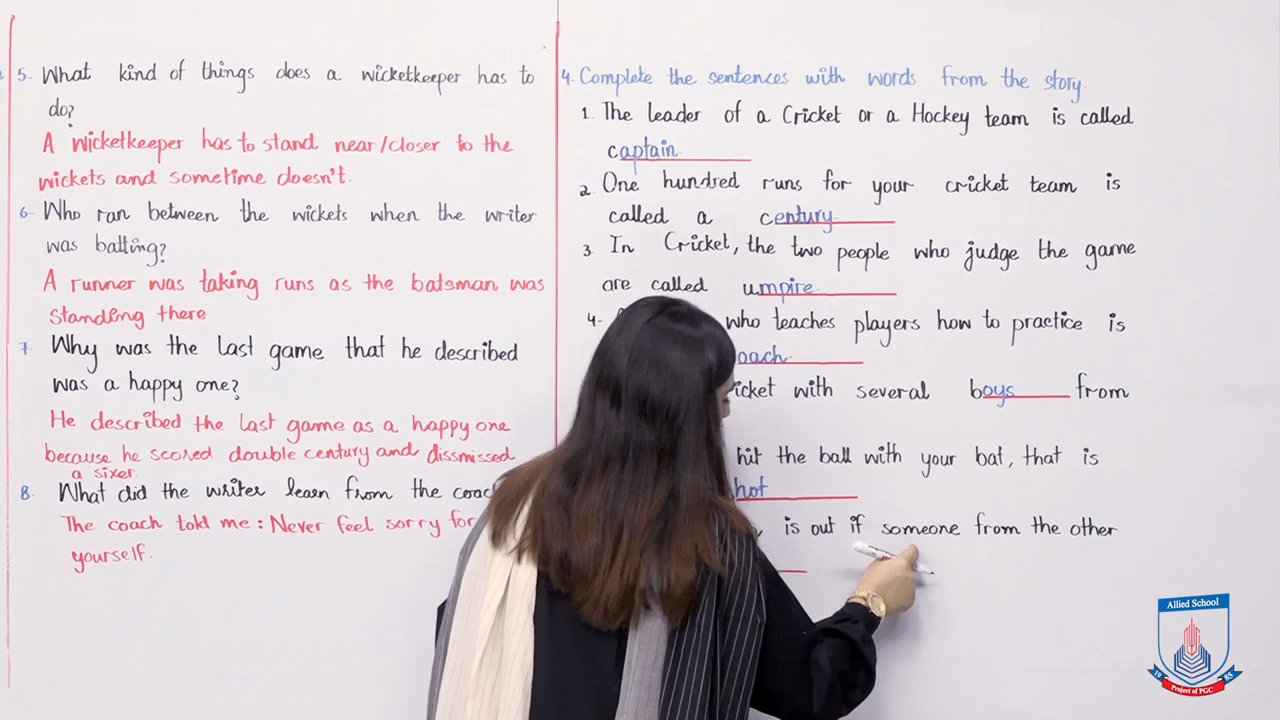 5- What kind of things does a wicketkeeper has to
do?
A wicketkeeper has to stand near/closer to the
wickets and sometime doesn't.
6- Who ran between the wickets when the writer
was batting?
A runner was taking runs as the batsman was
standing there
7- Why was the last game that he described
was a happy one?
He described the last game as a happy one
because he scored double century and dissmissed
a sixer.
8- What did the writer learn from the
The coach told me: Never feel sorry for
yourself.
4. Complete the sentences with words from the story.
1. The leader of a Cricket or a Hockey team is called
captain.
2. One hundred runs for your cricket team is
called a century.
3. In Cricket, the two people who judge the game
are called umpire.
4- who teaches players how to practice is
oach.
icket with several boys from
hit the ball with your bat, that is
hot
is out if someone from the other
Allied School
1985
Project of PGC